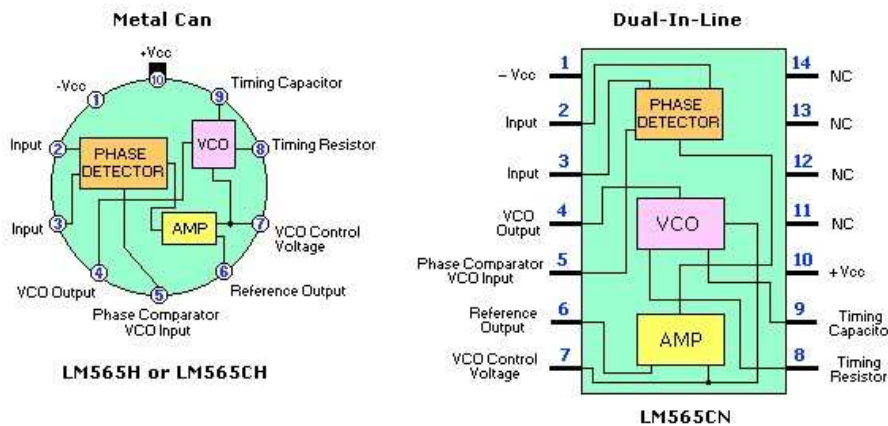 Metal Can
+Vcc
10
-Vcc
1
9
Timing Capacitor
Input
2
PHASE
DETECTOR
VCO
8
Timing Resistor
Input
3
AMP
7
VCO Control
Voltage
4
VCO Output
5
6
Reference Output
Phase Comparator
VCO Input
LM565H or LM565CH
Dual-In-Line
– Vcc
1
14
NC
Input
2
PHASE
DETECTOR
13
NC
Input
3
12
NC
VCO
Output
4
VCO
11
NC
Phase Comparator
VCO Input
5
10
+Vcc
Reference
Output
6
AMP
9
Timing
Capacito
VCO Control
Voltage
7
8
Timing
Resistor
LM565CN